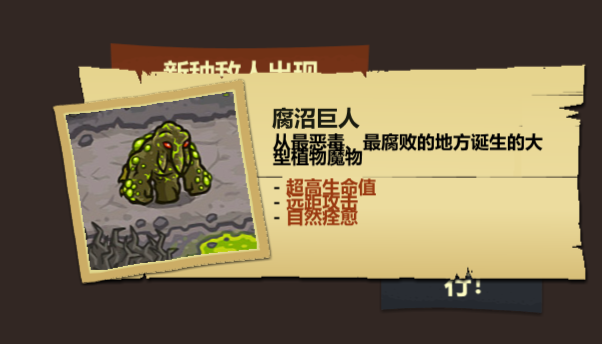 新种敌人出现
腐沼巨人
从最恶毒、最腐败的地方诞生的大
型植物魔物
- 超高生命值
- 远距攻击
- 自然痊愈
行!